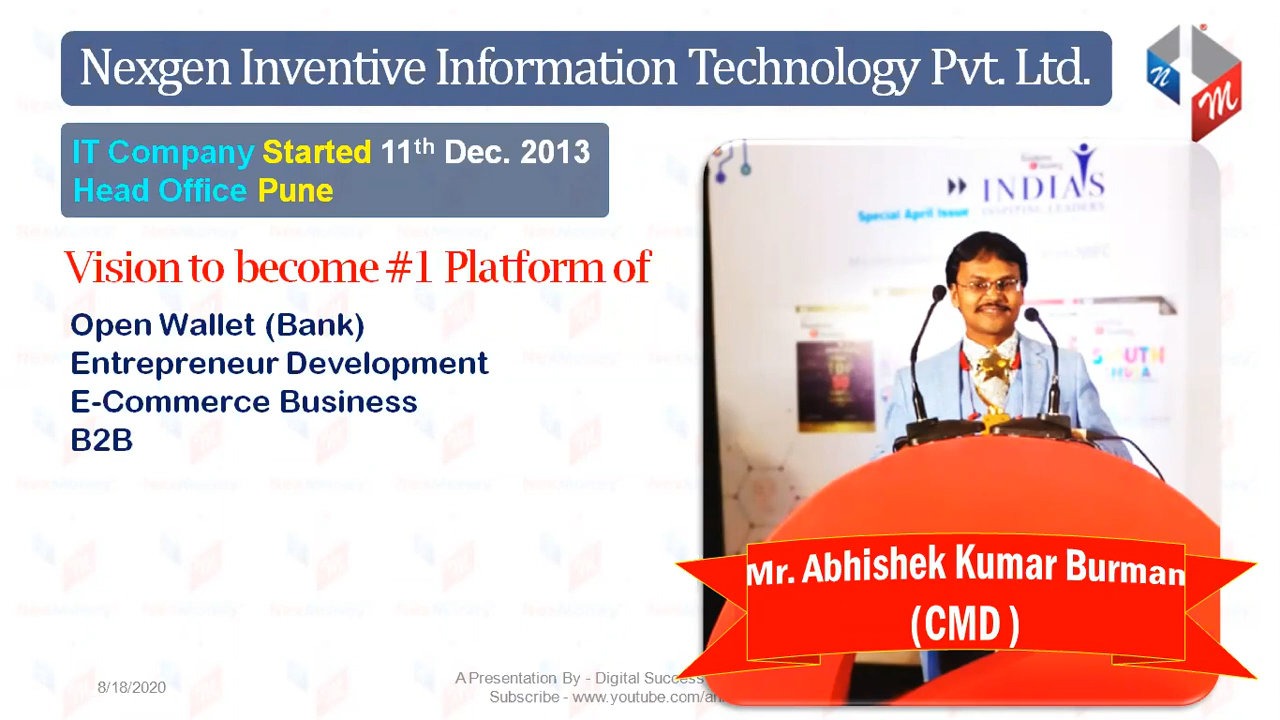 Nexgen Inventive Information Technology Pvt. Ltd.
n
M
IT Company Started 11th Dec. 2013
Head Office Pune
Vision to become #1 Platform of
Open Wallet (Bank)
Entrepreneur Development
E-Commerce Business
B2B
INDIA'S
Special April Issue
Mr. Abhishek Kumar Burman
(CMD )
8/18/2020
A Presentation By - Digital Success
Subscribe - www.youtube.com/